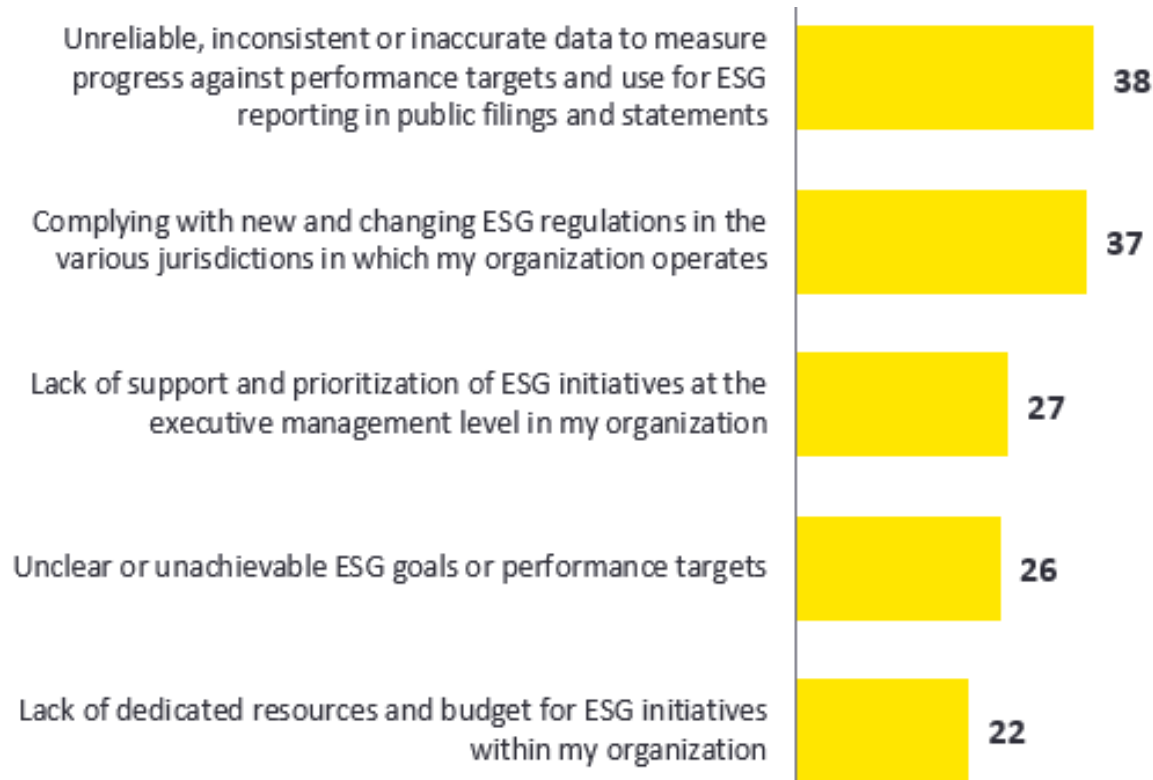 Unreliable, inconsistent or inaccurate data to measure
progress against performance targets and use for ESG
reporting in public filings and statements
38
Complying with new and changing ESG regulations in the
various jurisdictions in which my organization operates
37
Lack of support and prioritization of ESG initiatives at the
executive management level in my organization
27
Unclear or unachievable ESG goals or performance targets
26
Lack of dedicated resources and budget for ESG initiatives
within my organization
22